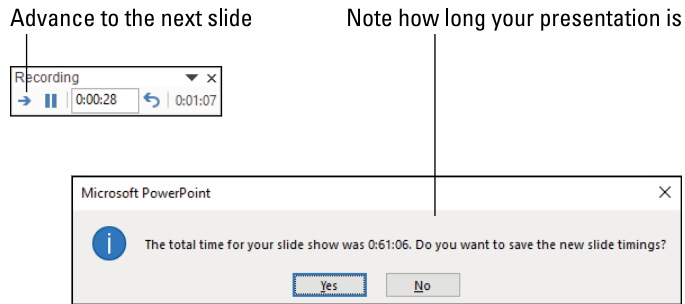 Advance to the next slide
Note how long your presentation is
Recording
0:00:28 0:01:07
Microsoft PowerPoint
The total time for your slide show was 0:61:06. Do you want to save the new slide timings?
Yes No